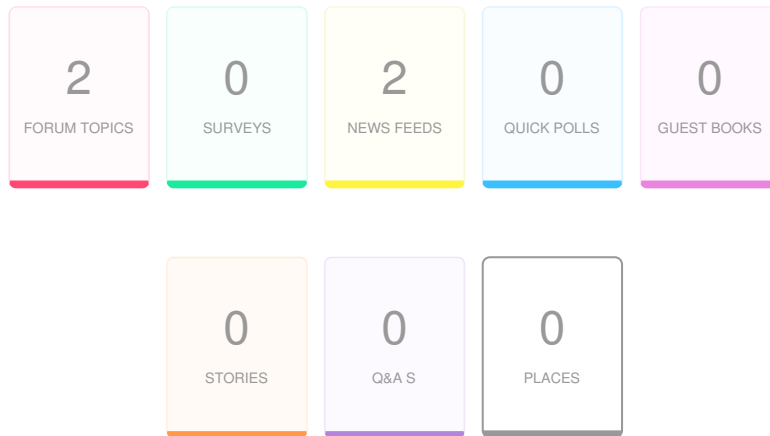 2 0 2 0 0
FORUM TOPICS SURVEYS NEWS FEEDS QUICK POLLS GUEST BOOKS
0 0 0
STORIES Q&A S PLACES